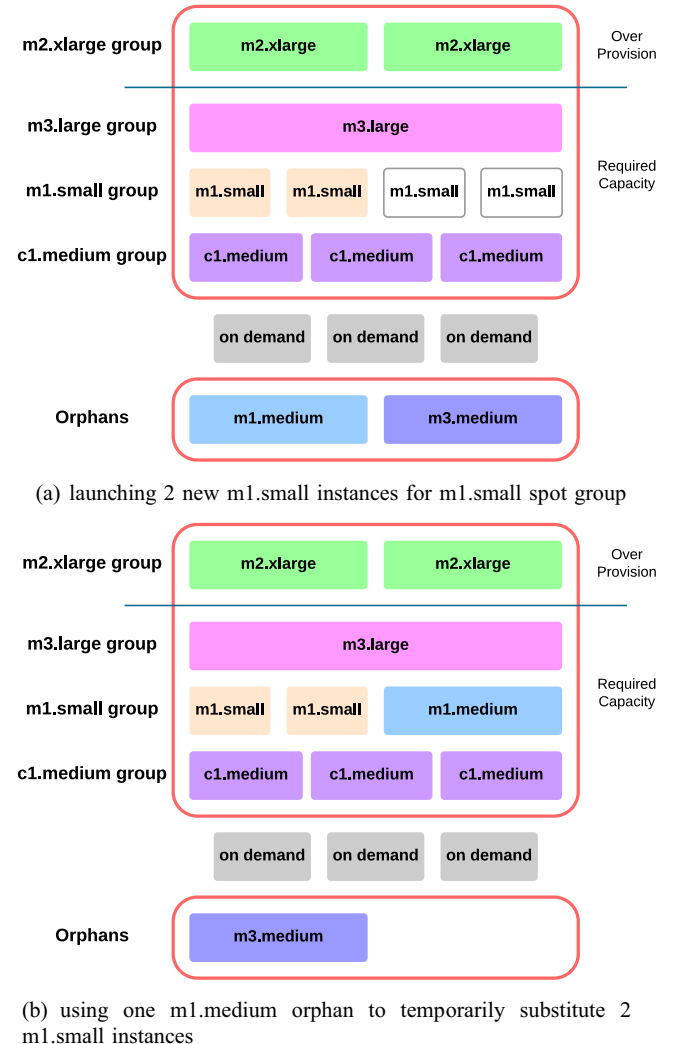 m2.xlarge group m2.xlarge m2.xlarge Over
Provision
m3.large group m3.large
m1.small group m1.small m1.small m1.small m1.small Required
Capacity
c1.medium group c1.medium c1.medium c1.medium
on demand on demand on demand
Orphans m1.medium m3.medium
(a) launching 2 new m1.small instances for m1.small spot group
m2.xlarge group m2.xlarge m2.xlarge Over
Provision
m3.large group m3.large
m1.small group m1.small m1.small m1.medium Required
Capacity
c1.medium group c1.medium c1.medium c1.medium
on demand on demand on demand
Orphans m3.medium
(b) using one m1.medium orphan to temporarily substitute 2
m1.small instances